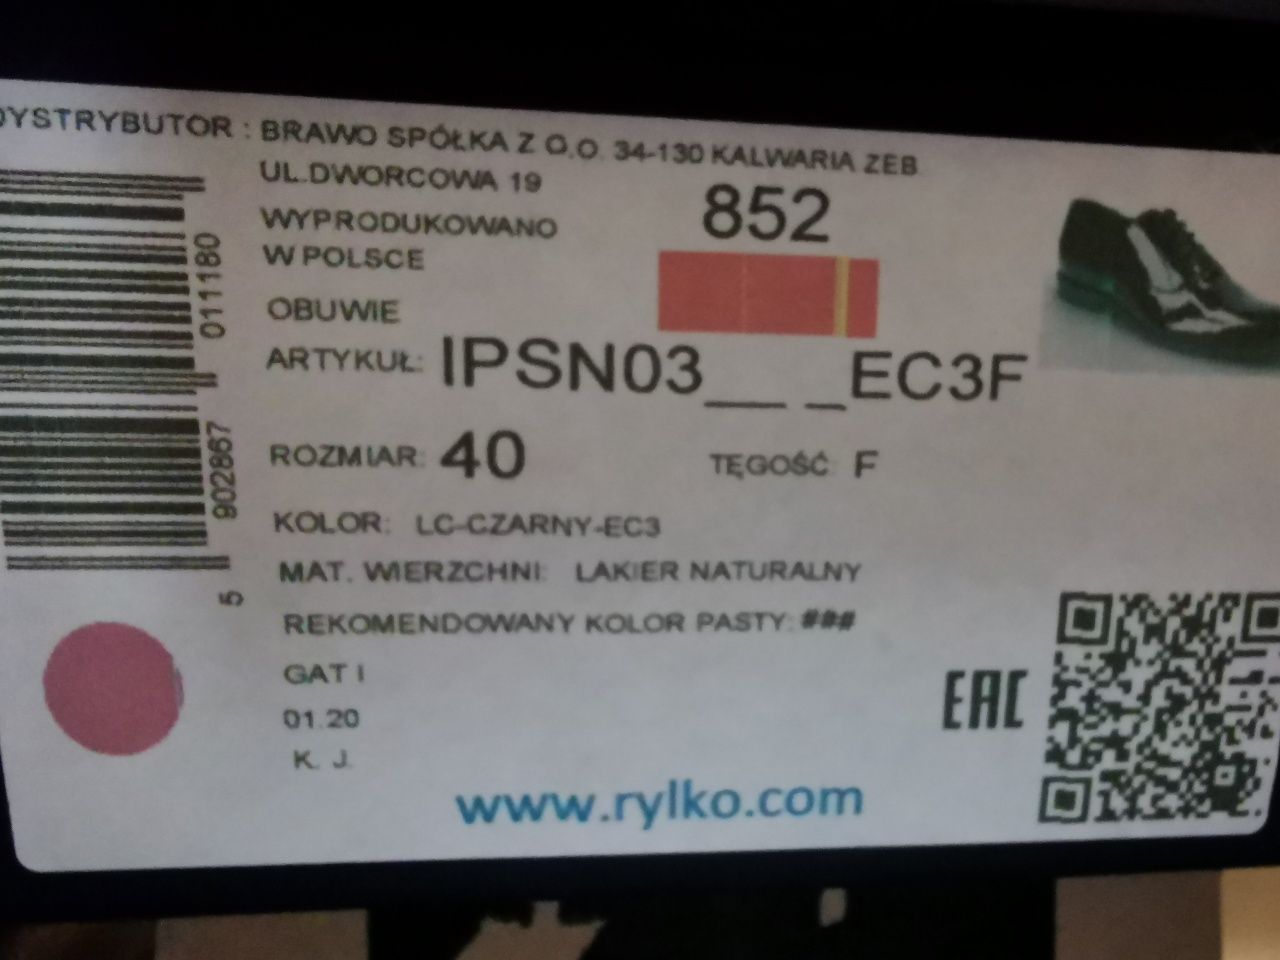 DYSTRYBUTOR : BRAWO SPÓŁKA Z O.O. 34-130 KALWARIA ZEB.
UL.DWORCOWA 19
852
WYPRODUKOWANO
W POLSCE
OBUWIE
ARTYKUŁ: IPSN03__ _EC3F
ROZMIAR: 40 TĘGOŚĆ: F
KOLOR: LC-CZARNY-EC3
MAT. WIERZCHNI: LAKIER NATURALNY
REKOMENDOWANY KOLOR PASTY: ###
GAT I
01.20
K. J.
EAC
www.rylko.com
5 902867 011180